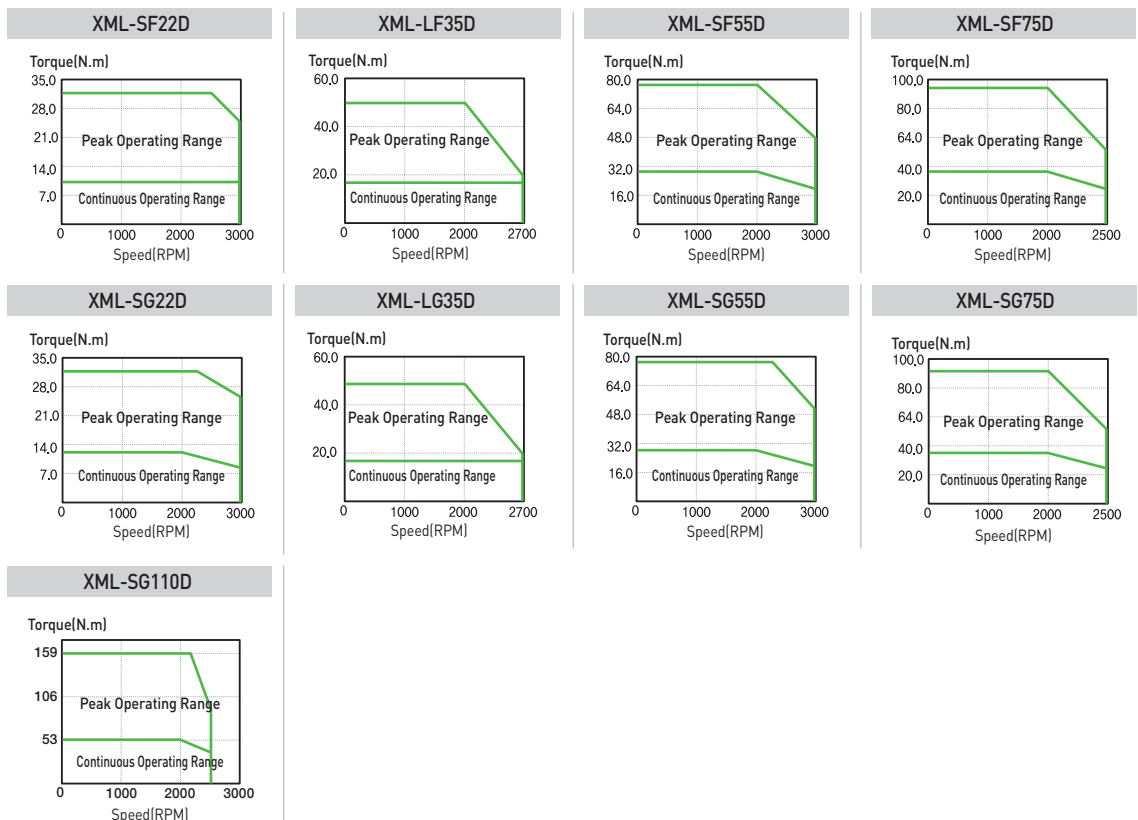 XML-SF22D
Torque(N.m)
35.0
28.0
21.0
14.0
7.0
Peak Operating Range
Continuous Operating Range
0 1000 2000 3000
Speed(RPM)
XML-LF35D
Torque(N.m)
60.0
40.0
20.0
Peak Operating Range
Continuous Operating Range
0 1000 2000 2700
Speed(RPM)
XML-SF55D
Torque(N.m)
80.0
64.0
48.0
32.0
16.0
Peak Operating Range
Continuous Operating Range
0 1000 2000 3000
Speed(RPM)
XML-SF75D
Torque(N.m)
100.0
80.0
64.0
40.0
20.0
Peak Operating Range
Continuous Operating Range
0 1000 2000 2500
Speed(RPM)
XML-SG22D
Torque(N.m)
35.0
28.0
21.0
14.0
7.0
Peak Operating Range
Continuous Operating Range
0 1000 2000 3000
Speed(RPM)
XML-LG35D
Torque(N.m)
60.0
40.0
20.0
Peak Operating Range
Continuous Operating Range
0 1000 2000 2700
Speed(RPM)
XML-SG55D
Torque(N.m)
80.0
64.0
48.0
32.0
16.0
Peak Operating Range
Continuous Operating Range
0 1000 2000 3000
Speed(RPM)
XML-SG75D
Torque(N.m)
100.0
80.0
64.0
40.0
20.0
Peak Operating Range
Continuous Operating Range
0 1000 2000 2500
Speed(RPM)
XML-SG110D
Torque(N.m)
159
106
53
Peak Operating Range
Continuous Operating Range
0 1000 2000 3000
Speed(RPM)